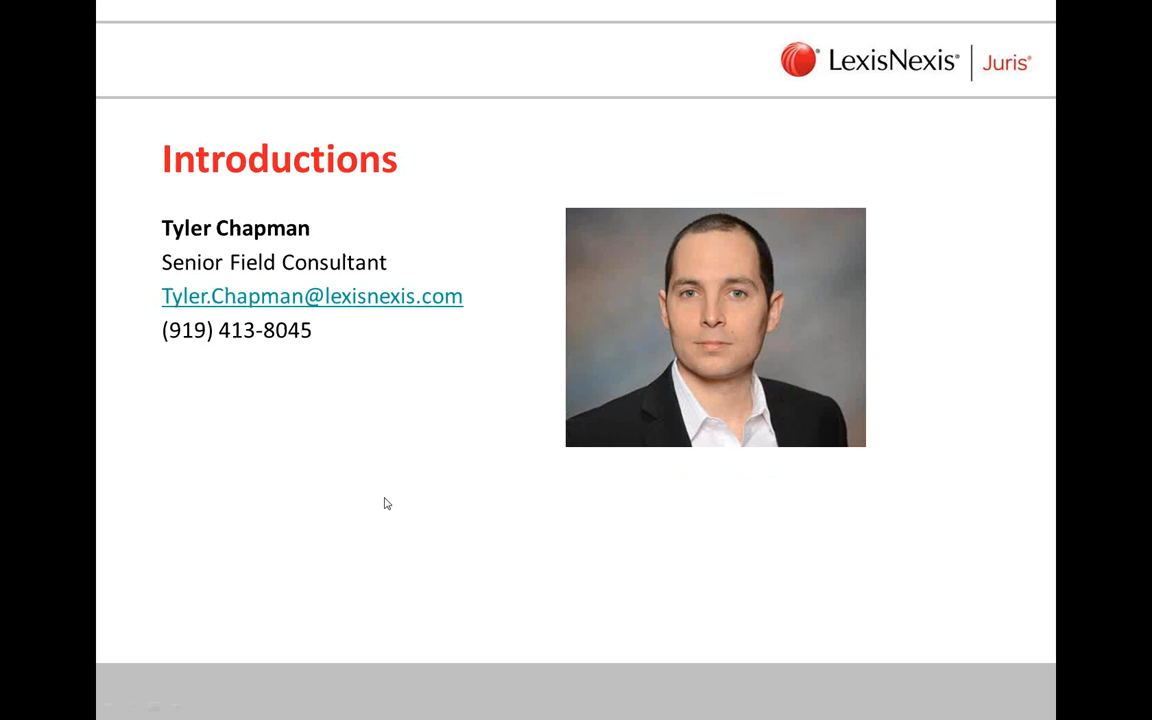 LexisNexis® | Juris®
Introductions
Tyler Chapman
Senior Field Consultant
Tyler.Chapman@lexisnexis.com
(919) 413-8045